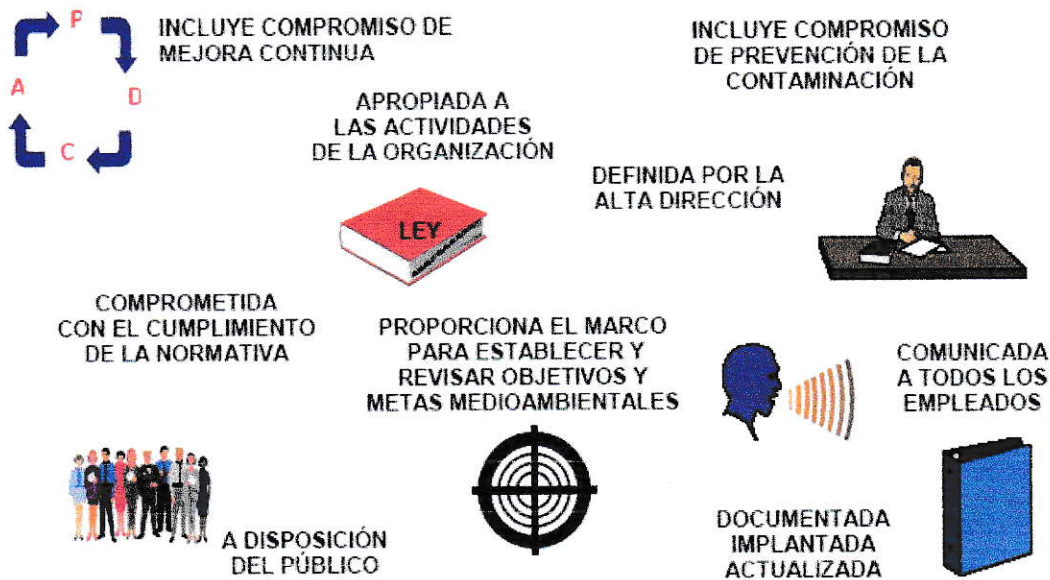 P
A
D
C
INCLUYE COMPROMISO DE
MEJORA CONTINUA
INCLUYE COMPROMISO
DE PREVENCIÓN DE LA
CONTAMINACIÓN
APROPIADA A
LAS ACTIVIDADES
DE LA ORGANIZACIÓN
DEFINIDA POR LA
ALTA DIRECCIÓN
LEY
COMPROMETIDA
CON EL CUMPLIMIENTO
DE LA NORMATIVA
PROPORCIONA EL MARCO
PARA ESTABLECER Y
REVISAR OBJETIVOS Y
METAS MEDIOAMBIENTALES
COMUNICADA
A TODOS LOS
EMPLEADOS
A DISPOSICIÓN
DEL PÚBLICO
DOCUMENTADA
IMPLANTADA
ACTUALIZADA